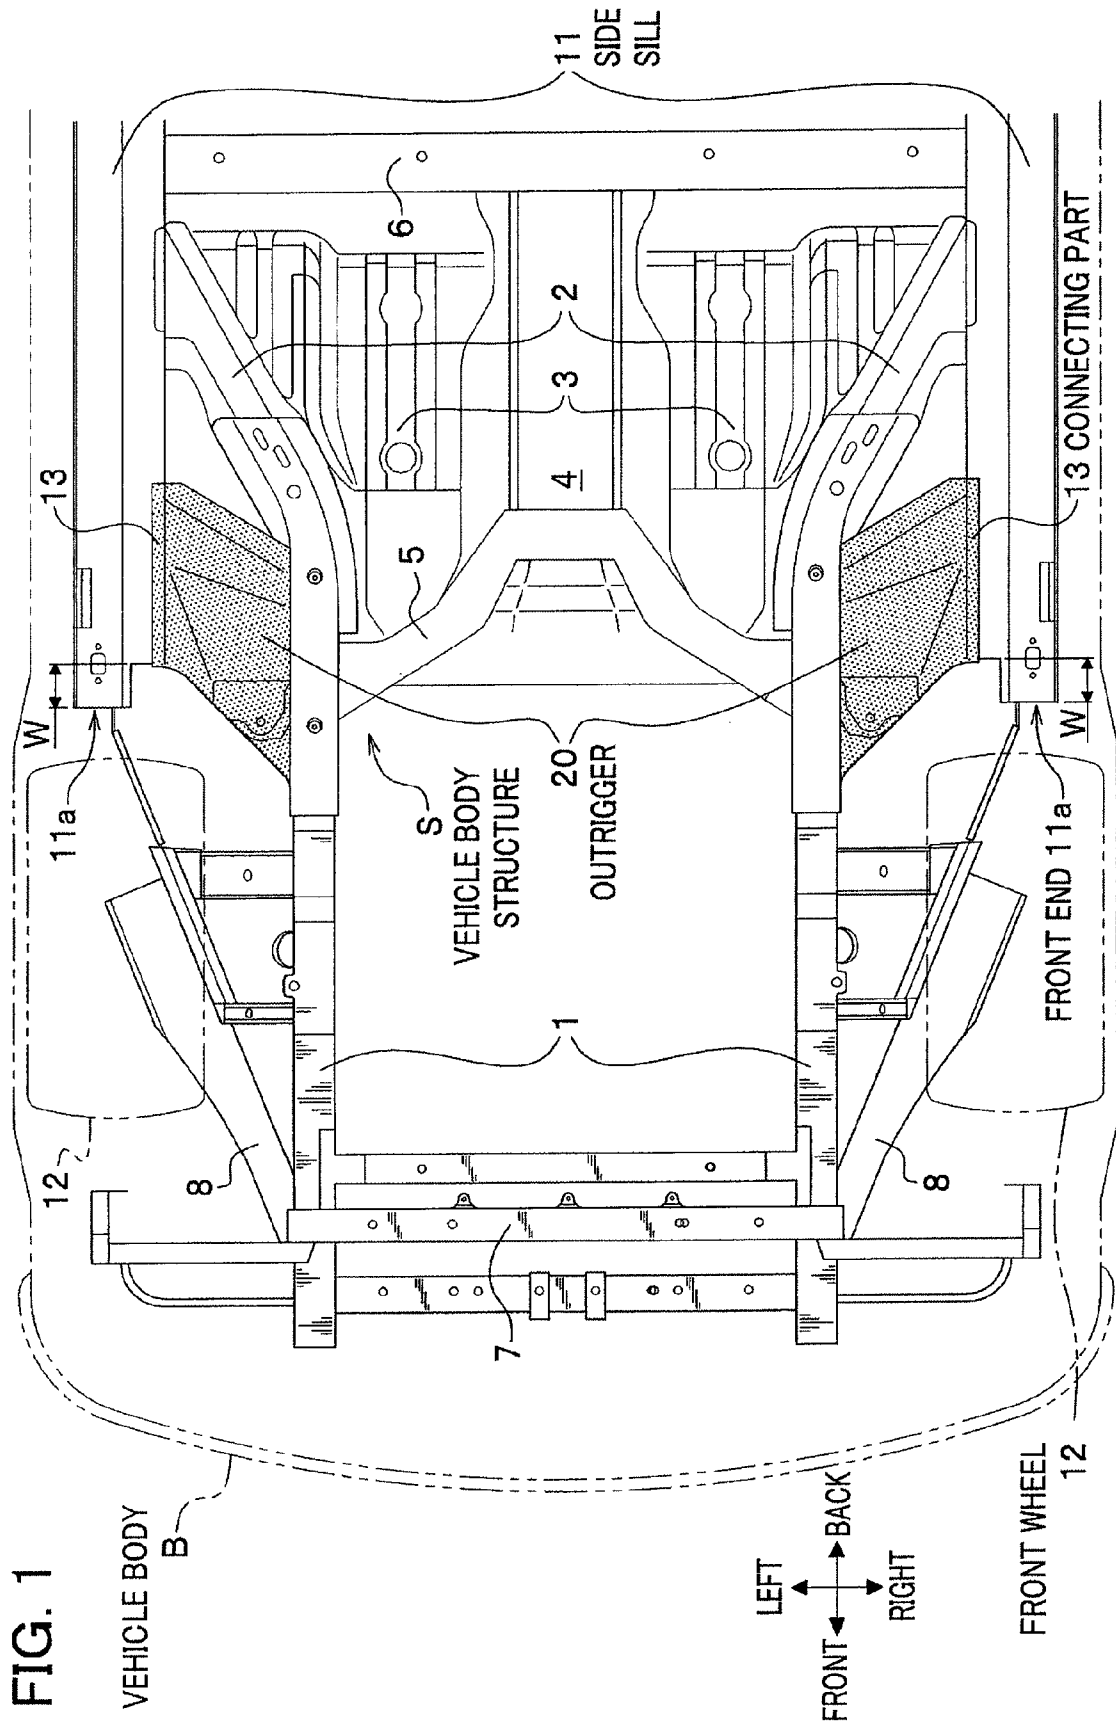 FIG. 1
VEHICLE BODY
B
12
8
11a
W
13
11
SIDE
SILL
6
2
3
4
5
S
VEHICLE BODY
STRUCTURE
20
OUTRIGGER
1
7
8
13 CONNECTING PART
W
FRONT END 11a
12
FRONT WHEEL
LEFT
FRONT
BACK
RIGHT